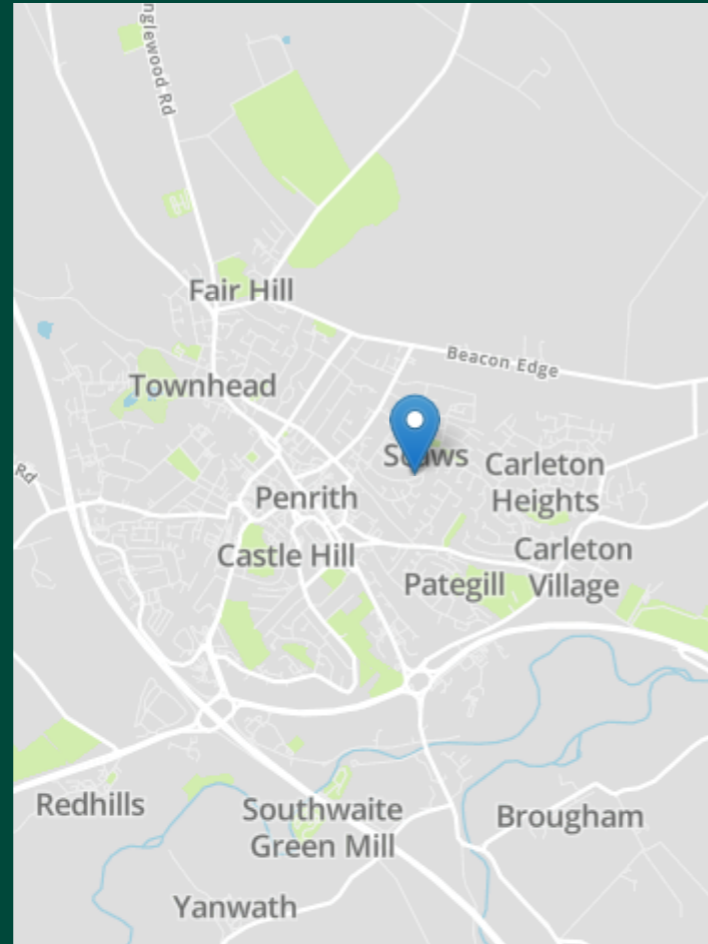 nglewood Rd
Fair Hill
Beacon Edge
Townhead
Scaws
Carleton
Heights
Rd
Penrith
Castle Hill
Carleton
Village
Pategill
Redhills
Southwaite
Green Mill
Brougham
Yanwath